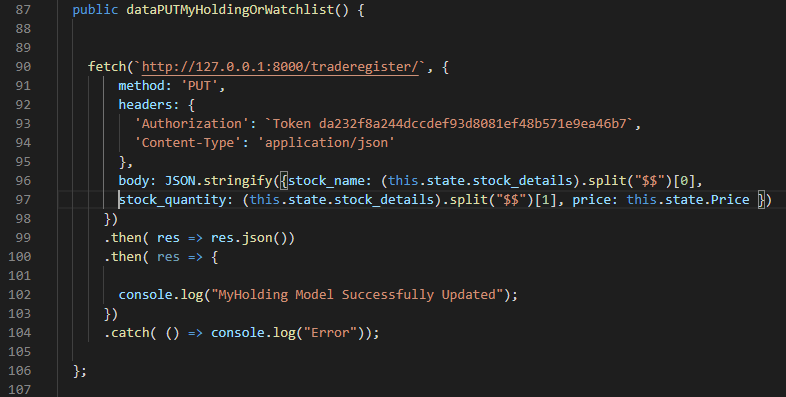 87 public dataPUTMyHoldingOrWatchlist() {
88
89
90 fetch(`http://127.0.0.1:8000/traderegister/`, {
91 method: 'PUT',
92 headers: {
93 'Authorization': `Token da232f8a244dccdef93d8081ef48b571e9ea46b7`,
94 'Content-Type': 'application/json'
95 },
96 body: JSON.stringify({stock_name: (this.state.stock_details).split("$$")[0],
97 stock_quantity: (this.state.stock_details).split("$$")[1], price: this.state.Price })
98 })
99 .then( res => res.json())
100 .then( res => {
101
102 console.log("MyHolding Model Successfully Updated");
103 })
104 .catch( () => console.log("Error"));
105
106 };
107